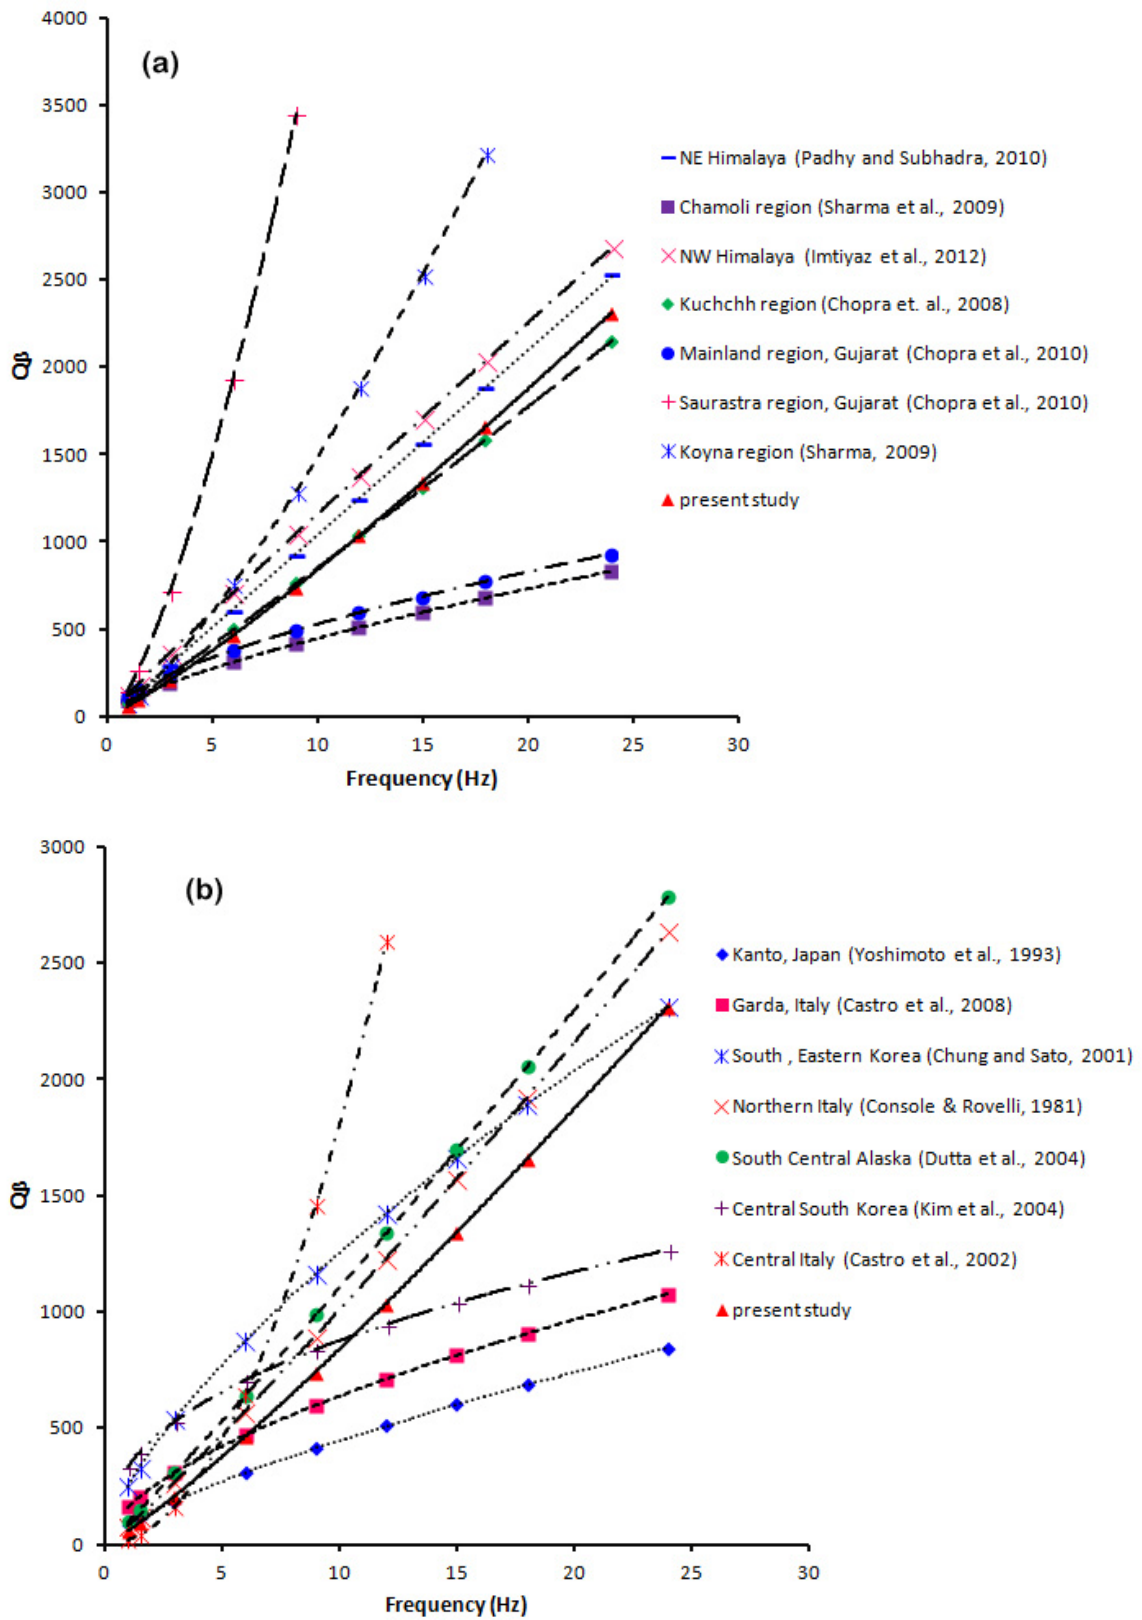 4000
(a)
3500
3000
2500
2000
1500
1000
500
0
Qβ
0 5 10 15 20 25 30
Frequency (Hz)
NE Himalaya (Padhy and Subhadra, 2010)
Chamoli region (Sharma et al., 2009)
NW Himalaya (Imtiyaz et al., 2012)
Kuchchh region (Chopra et. al., 2008)
Mainland region, Gujarat (Chopra et al., 2010)
Saurastra region, Gujarat (Chopra et al., 2010)
Koyna region (Sharma, 2009)
present study
3000
(b)
2500
2000
1500
1000
500
0
Qβ
0 5 10 15 20 25 30
Frequency (Hz)
Kanto, Japan (Yoshimoto et al., 1993)
Garda, Italy (Castro et al., 2008)
South , Eastern Korea (Chung and Sato, 2001)
Northern Italy (Console & Rovelli, 1981)
South Central Alaska (Dutta et al., 2004)
Central South Korea (Kim et al., 2004)
Central Italy (Castro et al., 2002)
present study